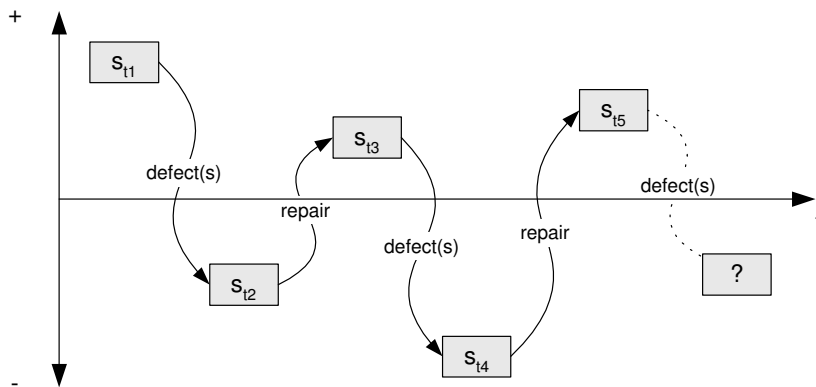 +
s_t1
s_t3
s_t5
defect(s)
defect(s)
repair
repair
defect(s)
s_t2
?
s_t4
-